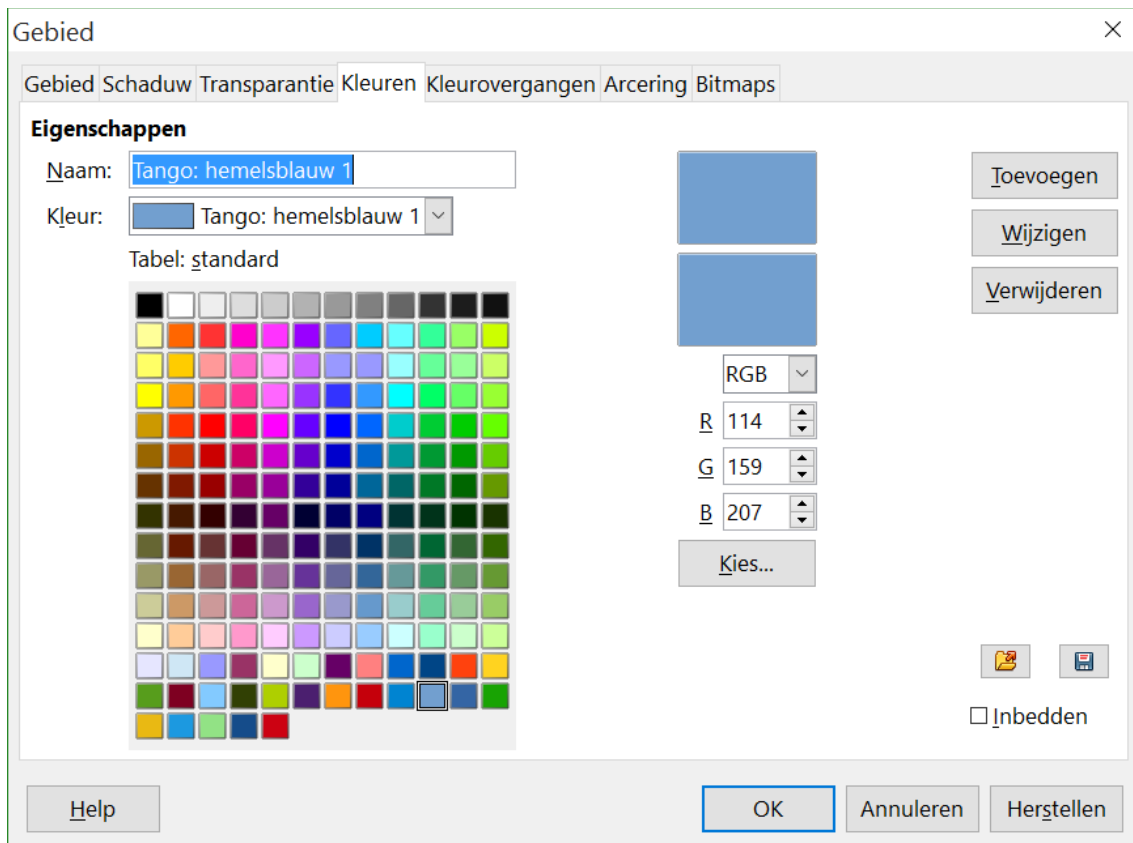 Gebied
Gebied Schaduw Transparantie Kleuren Kleurovergangen Arcering Bitmaps
Eigenschappen
Naam: Tango: hemelsblauw 1
Toevoegen
Kleur: Tango: hemelsblauw 1
Wijzigen
Tabel: standard
Verwijderen
RGB
R 114
G 159
B 207
Kies...
Inbedden
Help OK Annuleren Herstellen